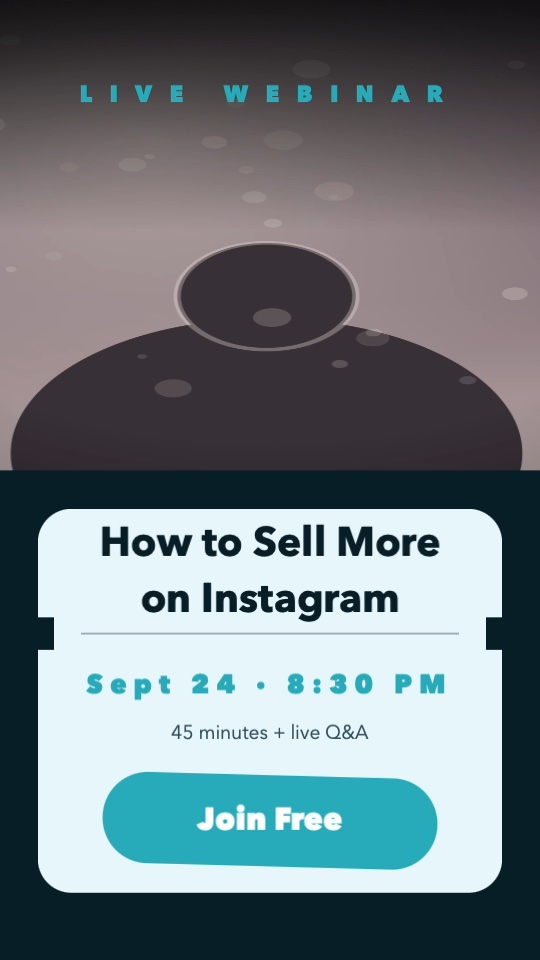 LIVE WEBINAR
How to Sell More
on Instagram
Sept 24 · 8:30 PM
45 minutes + live Q&A
Join Free